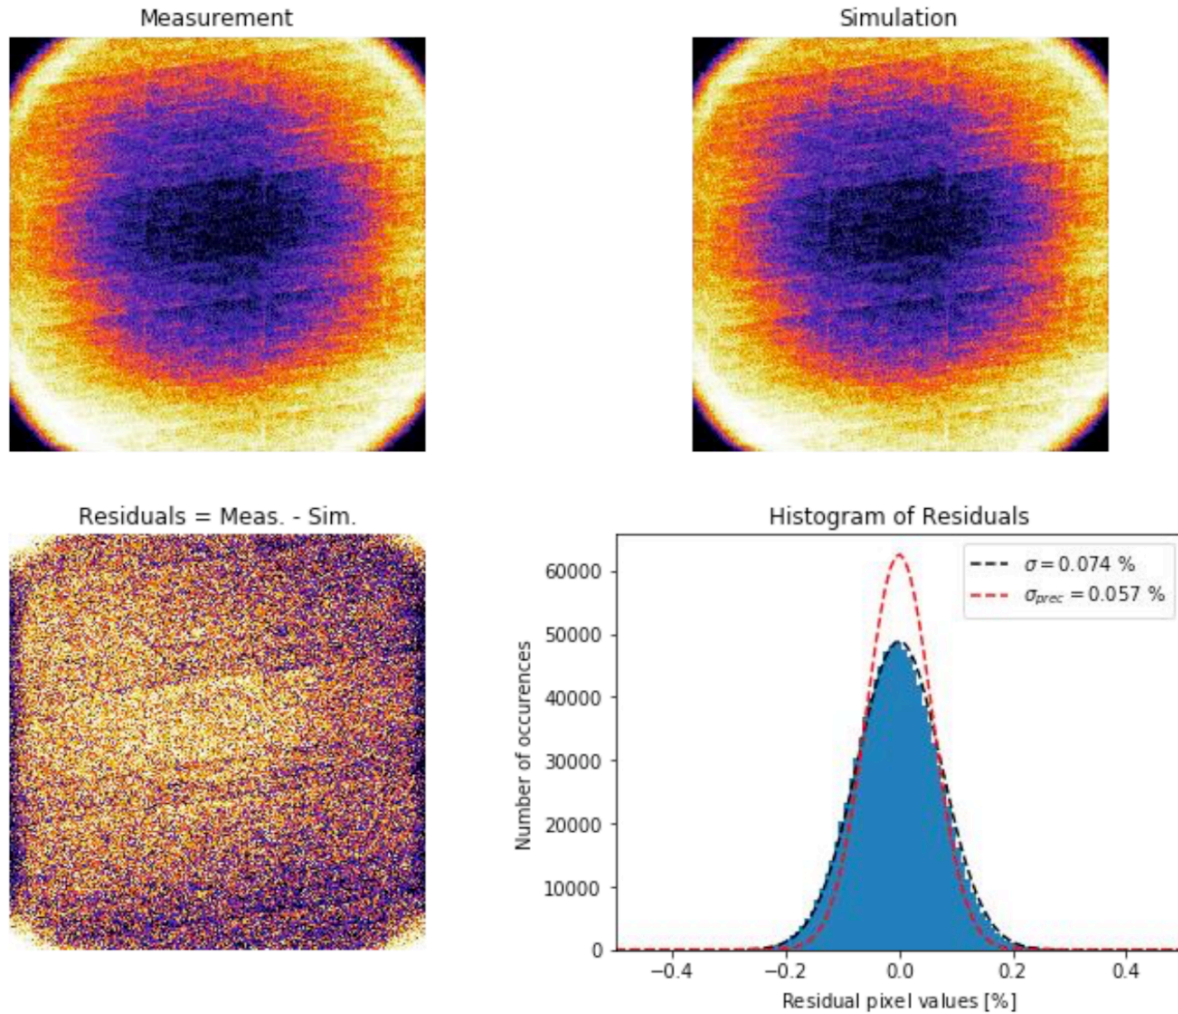 Measurement
Simulation
Residuals = Meas. - Sim.
Histogram of Residuals
σ = 0.074 %
σprec = 0.057 %
Number of occurences
60000
50000
40000
30000
20000
10000
0
−0.4 −0.2 0.0 0.2 0.4
Residual pixel values [%]